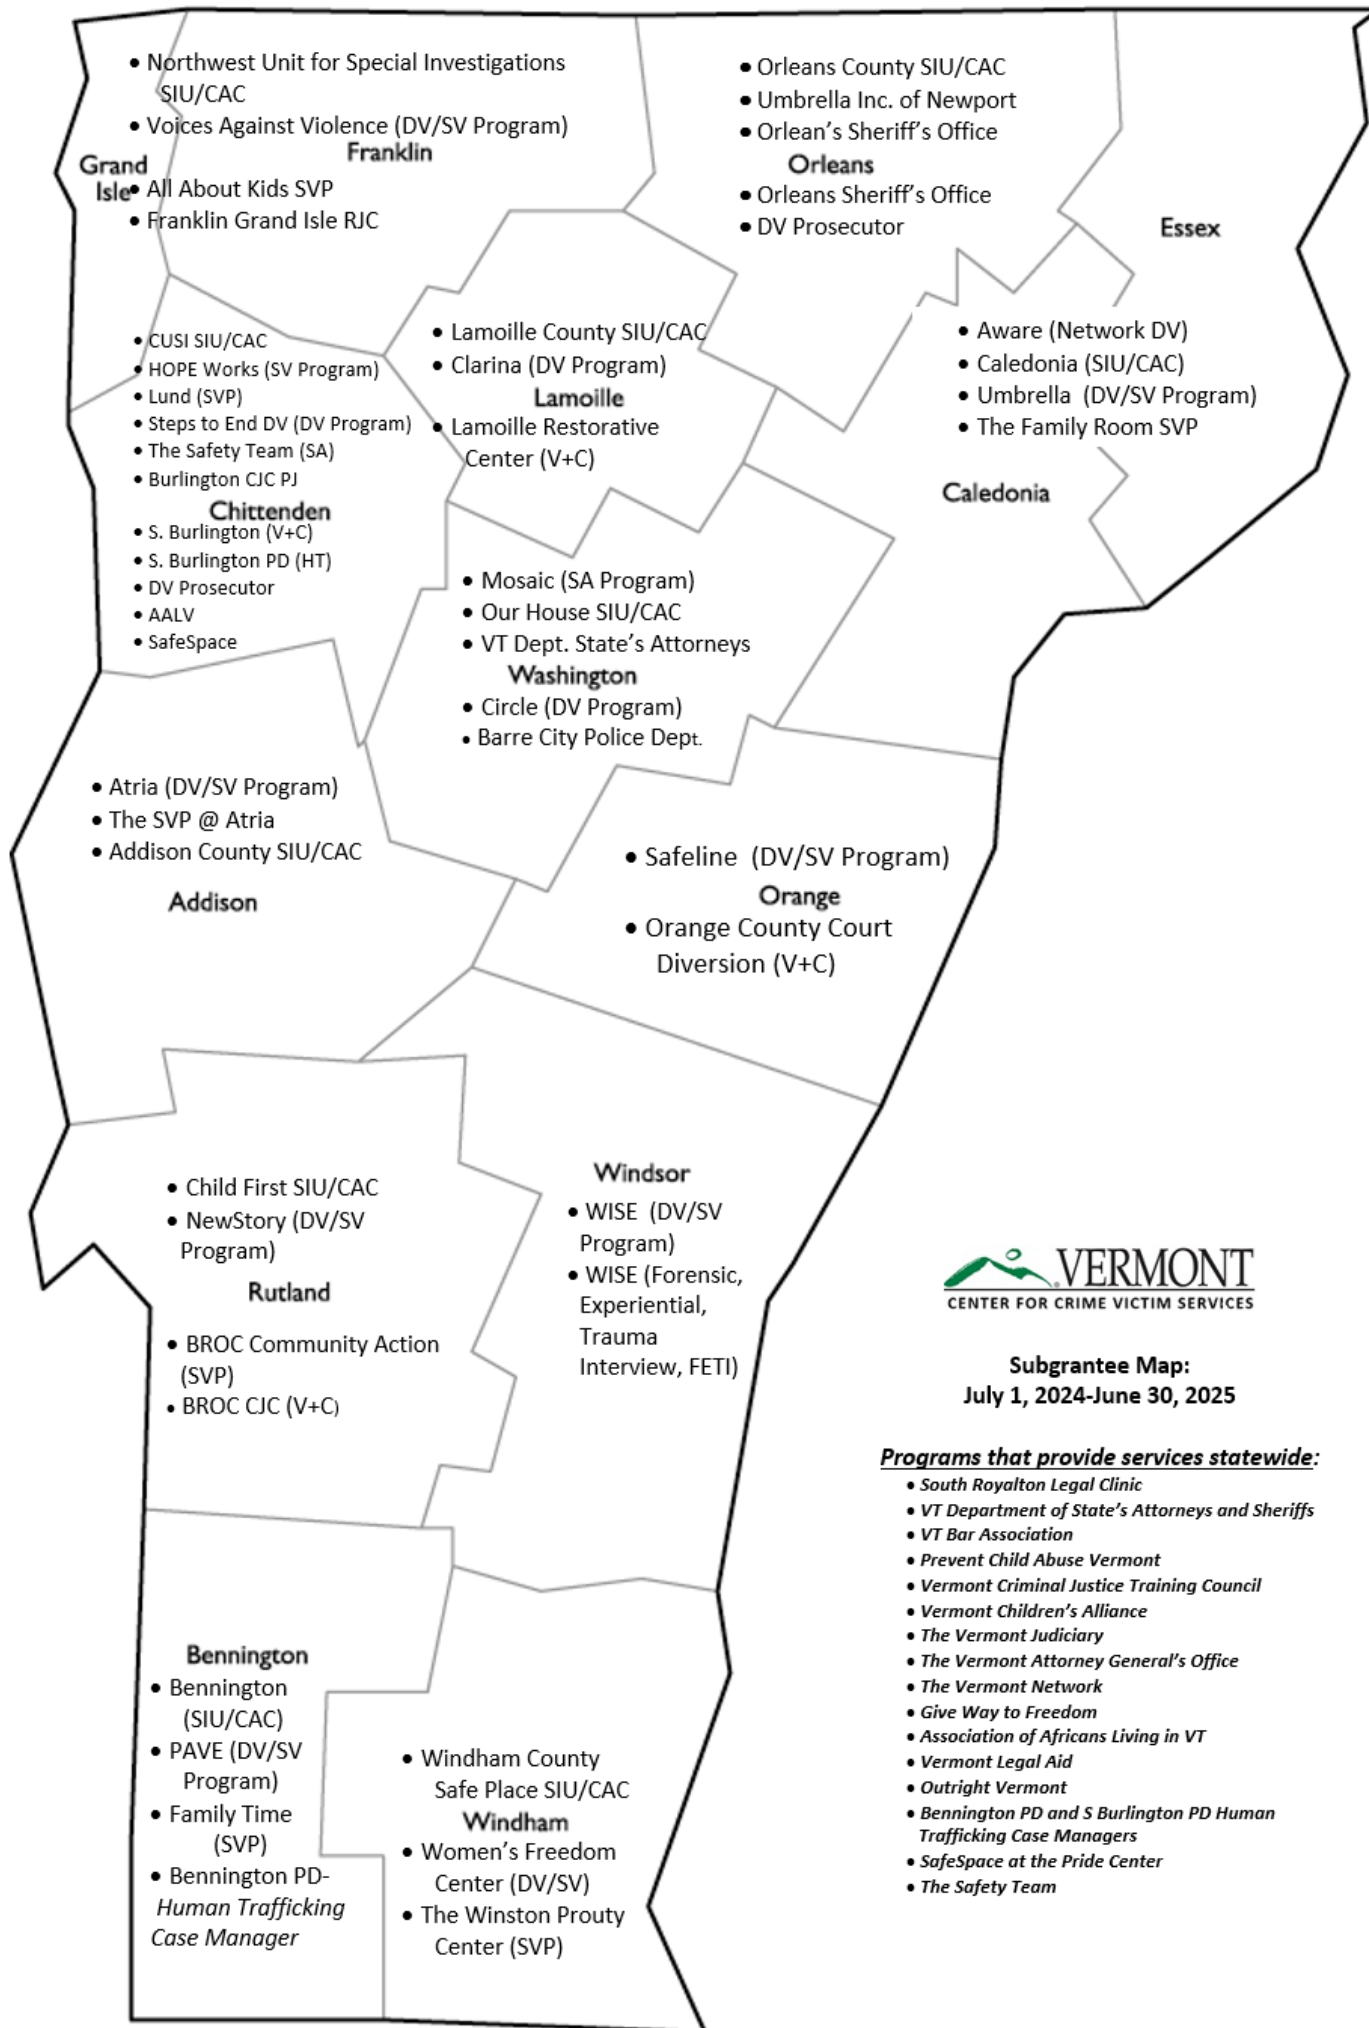 • Northwest Unit for Special Investigations
SIU/CAC
• Voices Against Violence (DV/SV Program)
Franklin
Grand
Isle
• All About Kids SVP
• Franklin Grand Isle RJC
• Orleans County SIU/CAC
• Umbrella Inc. of Newport
• Orlean’s Sheriff’s Office
Orleans
• Orleans Sheriff’s Office
• DV Prosecutor
Essex
• CUSI SIU/CAC
• HOPE Works (SV Program)
• Lund (SVP)
• Steps to End DV (DV Program)
• The Safety Team (SA)
• Burlington CJC PJ
Chittenden
• S. Burlington (V+C)
• S. Burlington PD (HT)
• DV Prosecutor
• AALV
• SafeSpace
• Lamoille County SIU/CAC
• Clarina (DV Program)
Lamoille
• Lamoille Restorative
Center (V+C)
• Aware (Network DV)
• Caledonia (SIU/CAC)
• Umbrella (DV/SV Program)
• The Family Room SVP
Caledonia
• Mosaic (SA Program)
• Our House SIU/CAC
• VT Dept. State’s Attorneys
Washington
• Circle (DV Program)
• Barre City Police Dept.
• Atria (DV/SV Program)
• The SVP @ Atria
• Addison County SIU/CAC
Addison
• Safeline (DV/SV Program)
Orange
• Orange County Court
Diversion (V+C)
• Child First SIU/CAC
• NewStory (DV/SV
Program)
Rutland
• BROC Community Action
(SVP)
• BROC CJC (V+C)
Windsor
• WISE (DV/SV
Program)
• WISE (Forensic,
Experiential,
Trauma
Interview, FETI)
VERMONT
CENTER FOR CRIME VICTIM SERVICES
Subgrantee Map:
July 1, 2024-June 30, 2025
Programs that provide services statewide:
• South Royalton Legal Clinic
• VT Department of State’s Attorneys and Sheriffs
• VT Bar Association
• Prevent Child Abuse Vermont
• Vermont Criminal Justice Training Council
• Vermont Children’s Alliance
• The Vermont Judiciary
• The Vermont Attorney General’s Office
• The Vermont Network
• Give Way to Freedom
• Association of Africans Living in VT
• Vermont Legal Aid
• Outright Vermont
• Bennington PD and S Burlington PD Human
Trafficking Case Managers
• SafeSpace at the Pride Center
• The Safety Team
Bennington
• Bennington
(SIU/CAC)
• PAVE (DV/SV
Program)
• Family Time
(SVP)
• Bennington PD-
Human Trafficking
Case Manager
• Windham County
Safe Place SIU/CAC
Windham
• Women’s Freedom
Center (DV/SV)
• The Winston Prouty
Center (SVP)